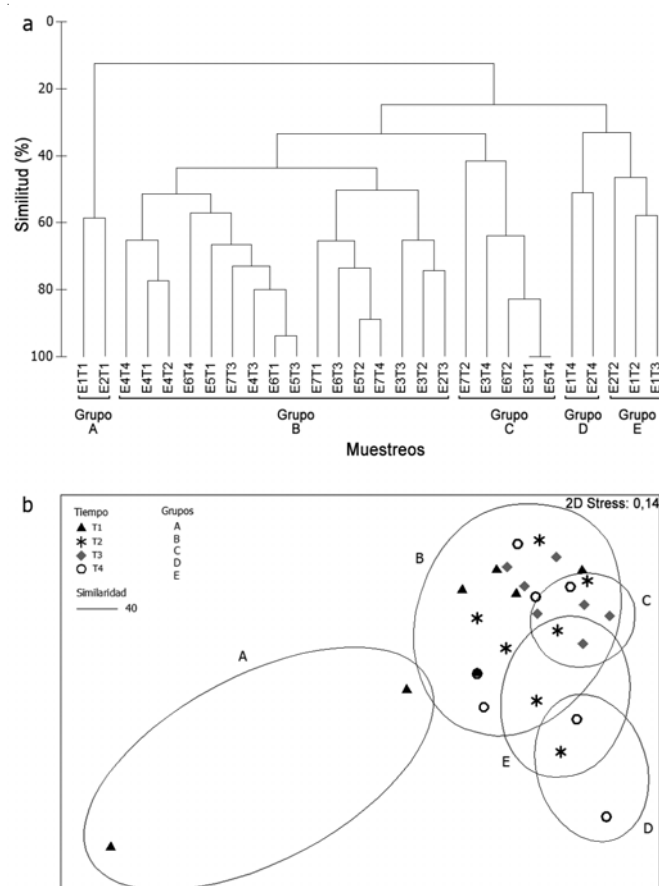 a
0
20
40
60
80
100
Similitud (%)
E1T1 E2T1 E4T4 E4T1 E4T2 E6T4 E5T1 E7T3 E4T3 E6T1 E5T3 E7T1 E6T3 E5T2 E7T4 E3T3 E3T2 E2T3 E7T2 E3T4 E6T2 E3T1 E5T4 E1T4 E2T4 E2T2 E1T2 E1T3
Grupo A
Grupo B
Grupo C
Grupo D
Grupo E
Muestreos
b
2D Stress: 0,14
Tiempo
T1
T2
T3
T4
Grupos
A
B
C
D
E
Similaridad
40
A
B
C
E
D